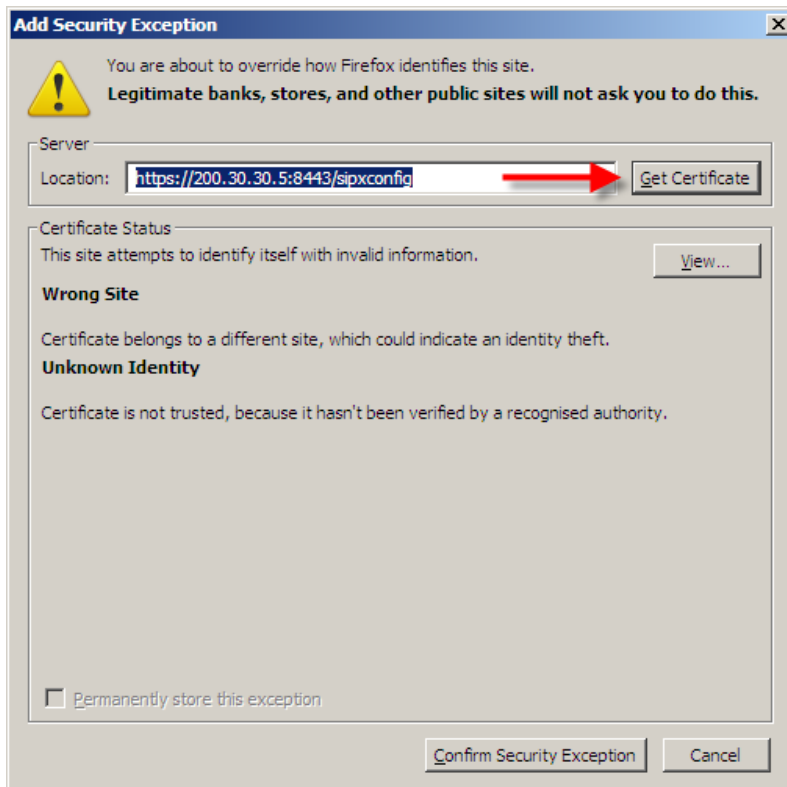 Add Security Exception
You are about to override how Firefox identifies this site.
Legitimate banks, stores, and other public sites will not ask you to do this.
Server
Location: https://200.30.30.5:8443/sipxconfig Get Certificate
Certificate Status
This site attempts to identify itself with invalid information.
View...
Wrong Site
Certificate belongs to a different site, which could indicate an identity theft.
Unknown Identity
Certificate is not trusted, because it hasn't been verified by a recognised authority.
Permanently store this exception
Confirm Security Exception Cancel